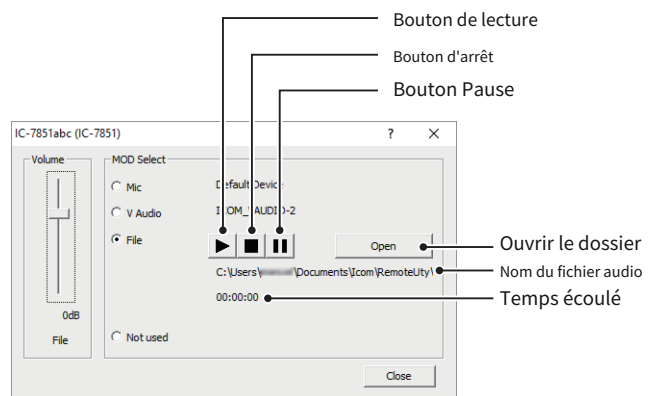 Bouton de lecture
Bouton d'arrêt
Bouton Pause
IC-7851abc (IC-7851)
Volume
MOD Select
Mic
Default Device
V Audio
ICOM_VAUDIO-2
File
Open
Ouvrir le dossier
C:\Users\ \Documents\Icom\RemoteUty\
Nom du fichier audio
00:00:00
Temps écoulé
0dB
File
Not used
Close